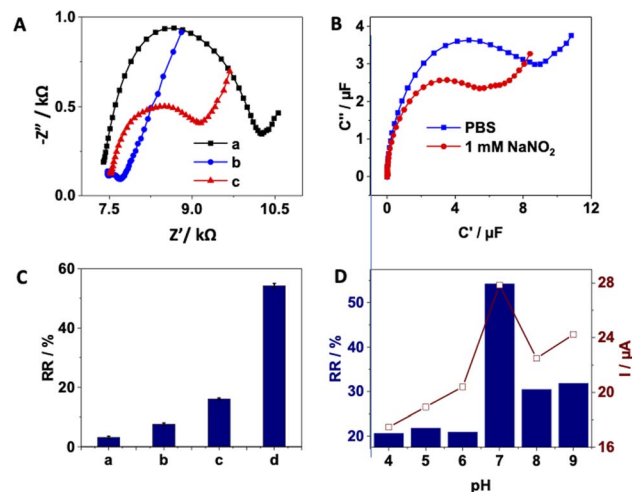 A
-Z″ / kΩ
1.0
0.5
0.0
a
b
c
7.5
9.0
10.5
Z′/ kΩ
B
C″ / μF
4
3
2
1
0
PBS
1 mM NaNO₂
0
4
8
12
C′ / μF
C
RR / %
60
40
20
0
a
b
c
d
D
RR / %
50
40
30
20
28
24
20
16
I / μA
4
5
6
7
8
9
pH